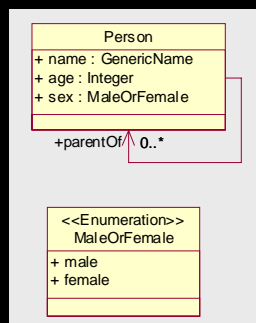 Person
+ name : GenericName
+ age : Integer
+ sex : MaleOrFemale
+parentOf 0..*
<<Enumeration>>
MaleOrFemale
+ male
+ female